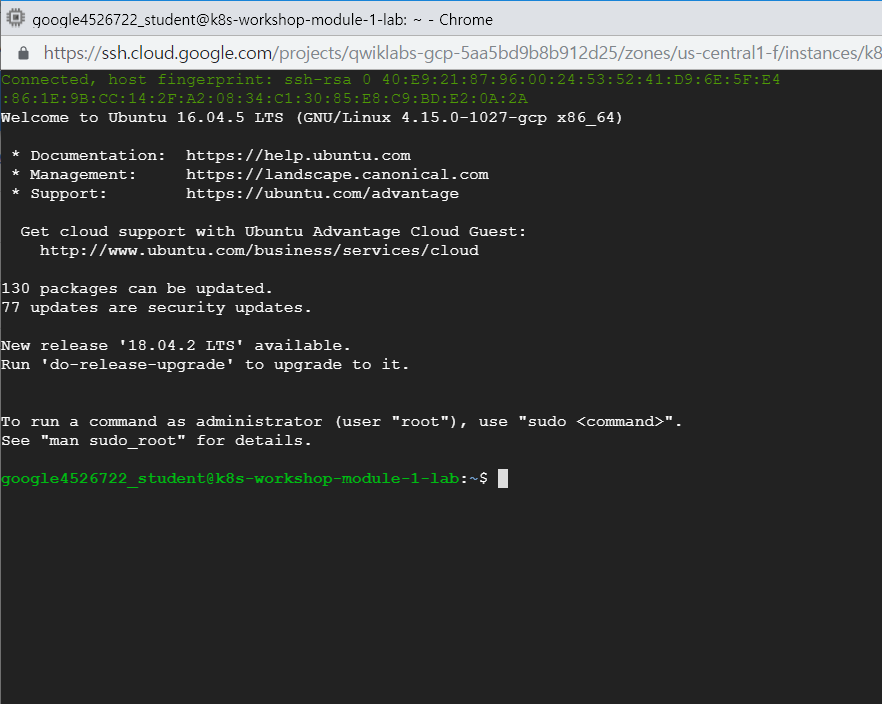 google4526722_student@k8s-workshop-module-1-lab: ~ - Chrome
https://ssh.cloud.google.com/projects/qwiklabs-gcp-5aa5bd9b8b912d25/zones/us-central1-f/instances/k8
Connected, host fingerprint: ssh-rsa 0 40:E9:21:87:96:00:24:53:52:41:D9:6E:5F:E4
:86:1E:9B:CC:14:2F:A2:08:34:C1:30:85:E8:C9:BD:E2:0A:2A
Welcome to Ubuntu 16.04.5 LTS (GNU/Linux 4.15.0-1027-gcp x86_64)
* Documentation: https://help.ubuntu.com
* Management: https://landscape.canonical.com
* Support: https://ubuntu.com/advantage
Get cloud support with Ubuntu Advantage Cloud Guest:
http://www.ubuntu.com/business/services/cloud
130 packages can be updated.
77 updates are security updates.
New release '18.04.2 LTS' available.
Run 'do-release-upgrade' to upgrade to it.
To run a command as administrator (user "root"), use "sudo <command>".
See "man sudo_root" for details.
google4526722_student@k8s-workshop-module-1-lab:~$